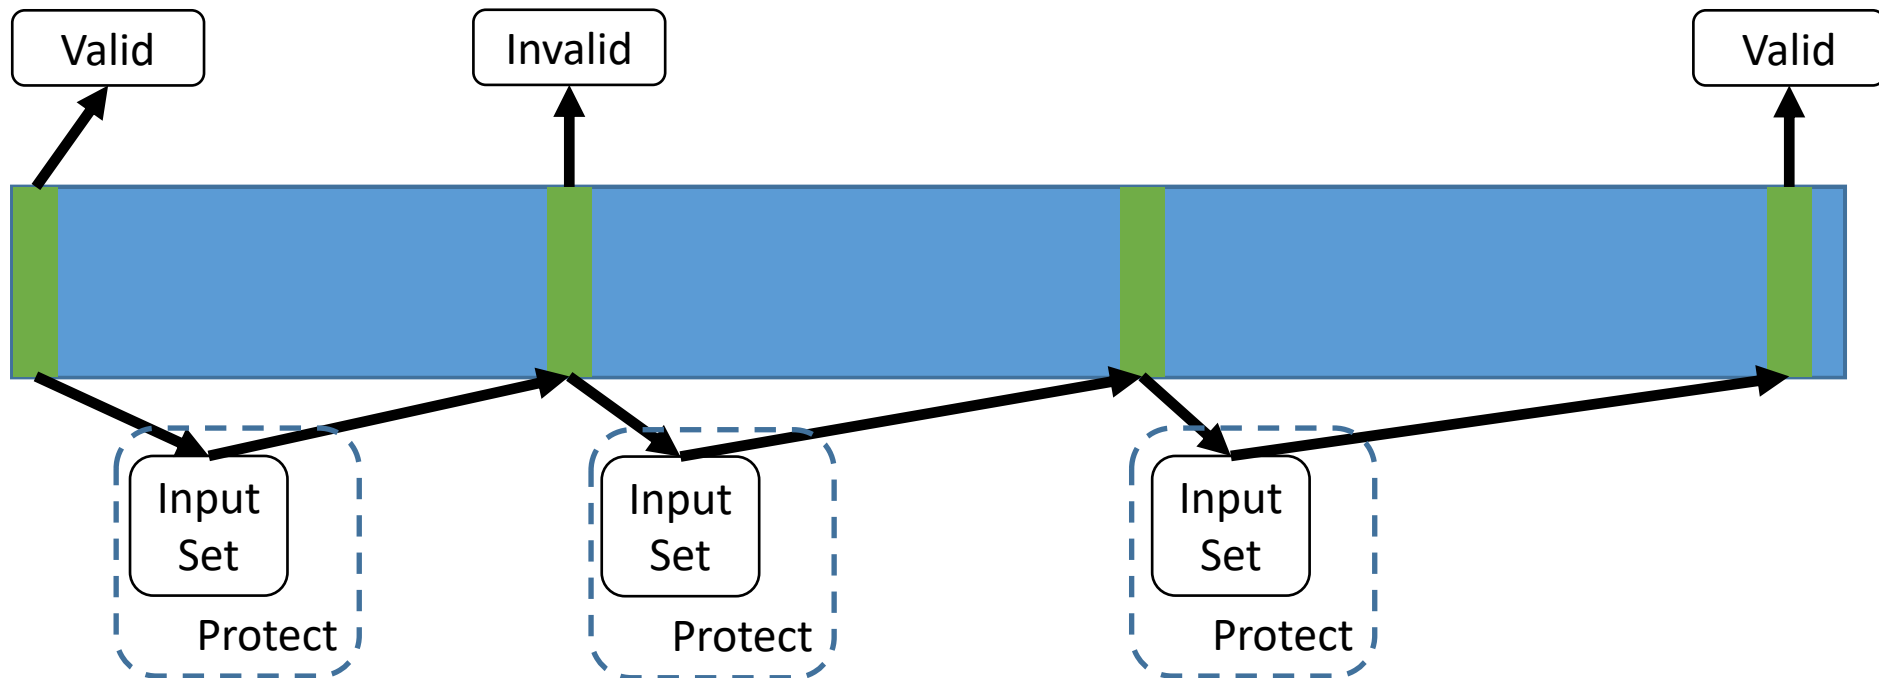 Valid
Invalid
Valid
Input
Set
Protect
Input
Set
Protect
Input
Set
Protect